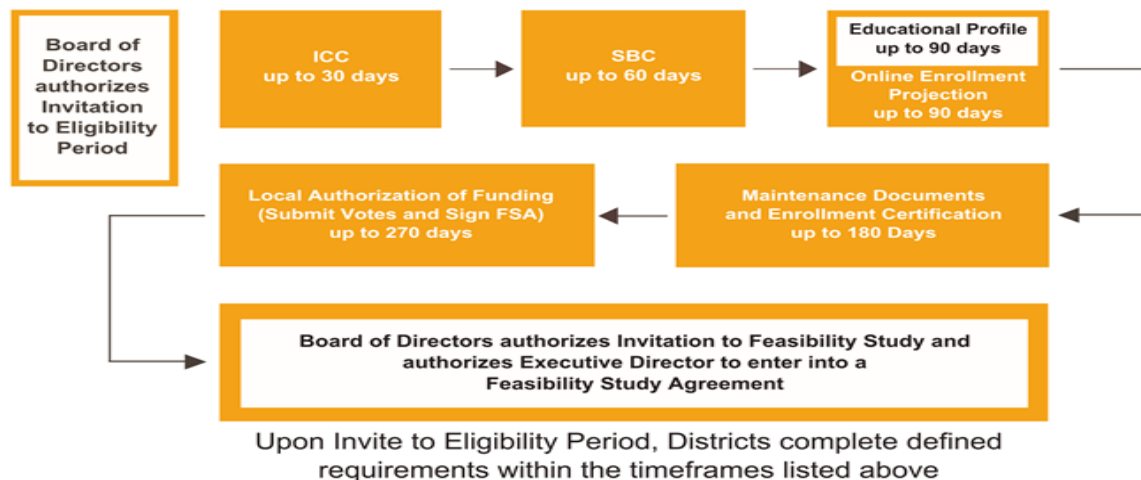 Board of
Directors
authorizes
Invitation
to Eligibility
Period
ICC
up to 30 days
SBC
up to 60 days
Educational Profile
up to 90 days
Online Enrollment
Projection
up to 90 days
Local Authorization of Funding
(Submit Votes and Sign FSA)
up to 270 days
Maintenance Documents
and Enrollment Certification
up to 180 Days
Board of Directors authorizes Invitation to Feasibility Study and
authorizes Executive Director to enter into a
Feasibility Study Agreement
Upon Invite to Eligibility Period, Districts complete defined
requirements within the timeframes listed above